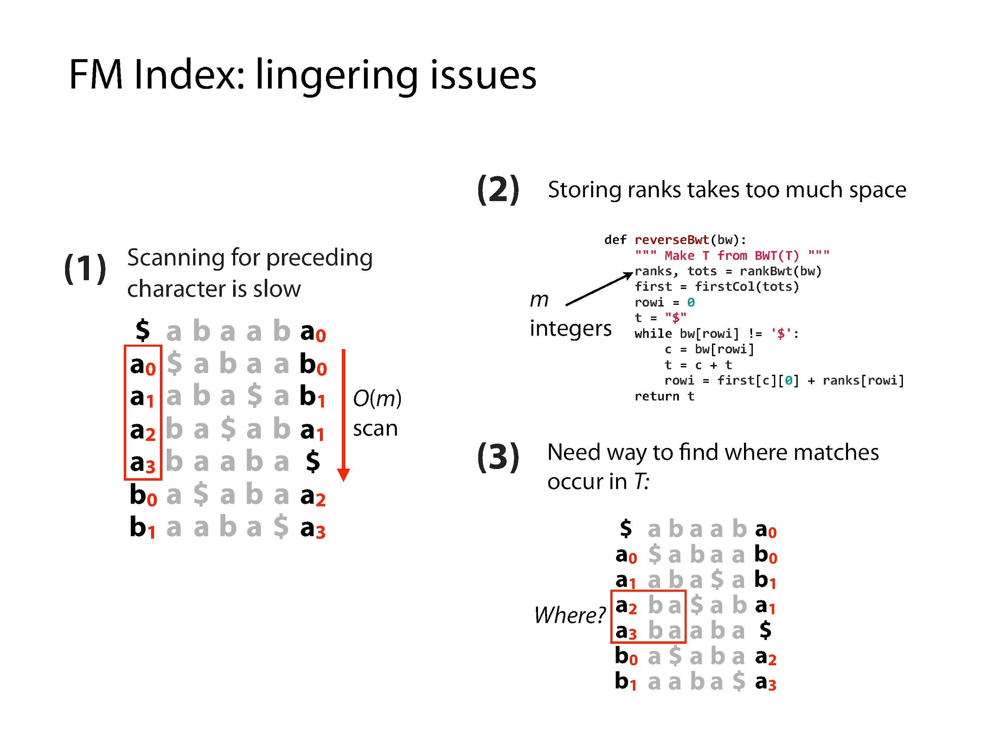 FM Index: lingering issues
(1) Scanning for preceding
character is slow
$ a b a a b a0
a0 $ a b a a b0
a1 a b a $ a b1
a2 b a $ a b a1
a3 b a a b a $
b0 a $ a b a a2
b1 a a b a $ a3
O(m)
scan
(2) Storing ranks takes too much space
m
integers
def reverseBwt(bw):
""" Make T from BWT(T) """
ranks, tots = rankBwt(bw)
first = firstCol(tots)
rowi = 0
t = "$"
while bw[rowi] != '$':
c = bw[rowi]
t = c + t
rowi = first[c][0] + ranks[rowi]
return t
(3) Need way to find where matches
occur in T:
Where?
$ a b a a b a0
a0 $ a b a a b0
a1 a b a $ a b1
a2 b a $ a b a1
a3 b a a b a $
b0 a $ a b a a2
b1 a a b a $ a3